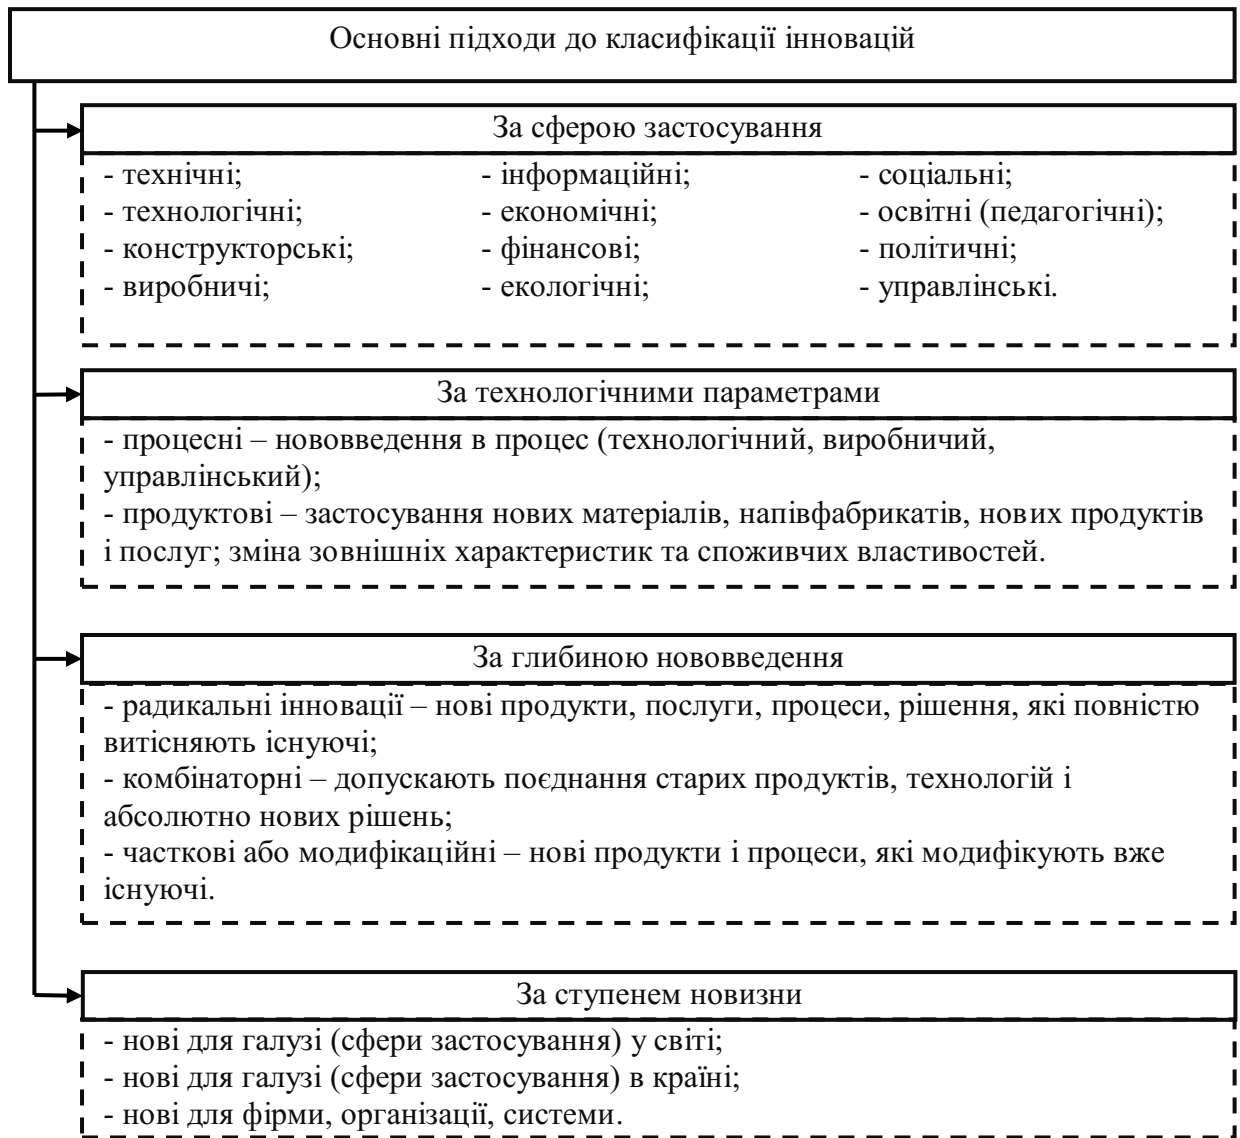 Основні підходи до класифікації інновацій
За сферою застосування
- технічні; - інформаційні; - соціальні;
- технологічні; - економічні; - освітні (педагогічні);
- конструкторські; - фінансові; - політичні;
- виробничі; - екологічні; - управлінські.
За технологічними параметрами
- процесні – нововведення в процес (технологічний, виробничий,
управлінський);
- продуктові – застосування нових матеріалів, напівфабрикатів, нових продуктів
і послуг; зміна зовнішніх характеристик та споживчих властивостей.
За глибиною нововведення
- радикальні інновації – нові продукти, послуги, процеси, рішення, які повністю
витісняють існуючі;
- комбінаторні – допускають поєднання старих продуктів, технологій і
абсолютно нових рішень;
- часткові або модифікаційні – нові продукти і процеси, які модифікують вже
існуючі.
За ступенем новизни
- нові для галузі (сфери застосування) у світі;
- нові для галузі (сфери застосування) в країні;
- нові для фірми, організації, системи.